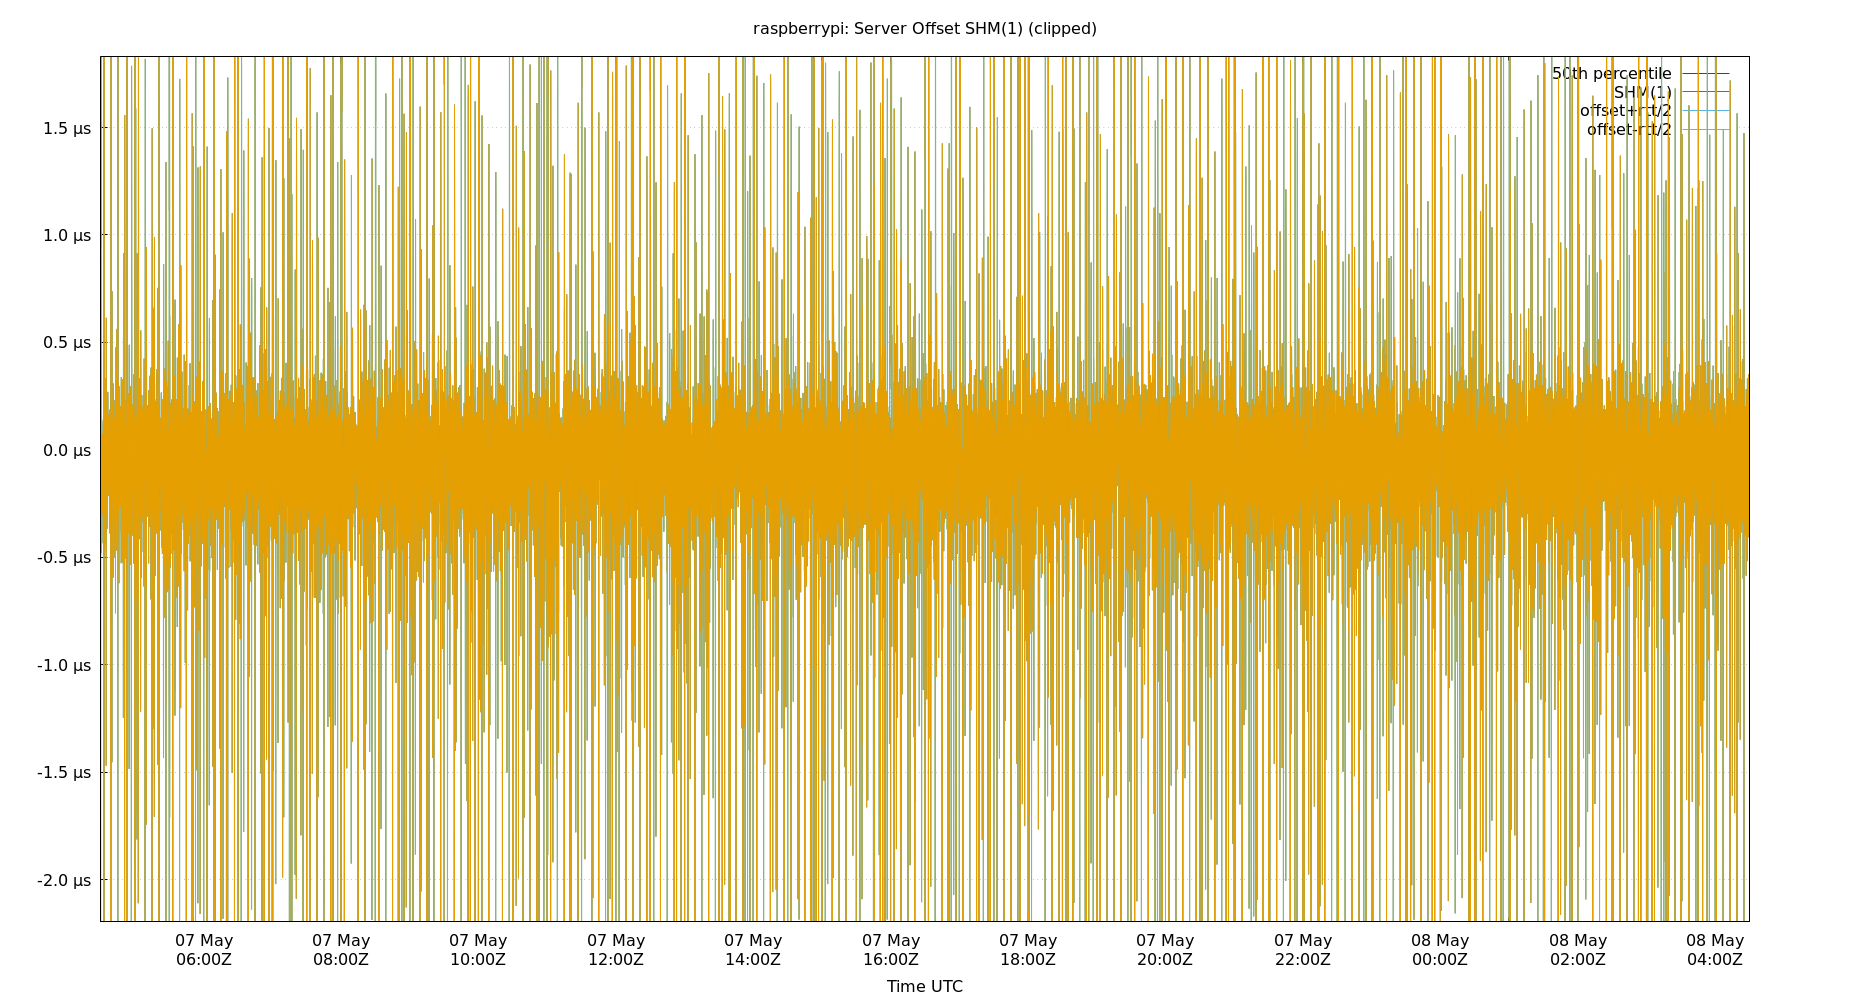 raspberrypi: Server Offset SHM(1) (clipped)
50th percentile
SHM(1)
offset+rtt/2
offset-rtt/2
1.5 µs
1.0 µs
0.5 µs
0.0 µs
-0.5 µs
-1.0 µs
-1.5 µs
-2.0 µs
07 May 07 May 07 May 07 May 07 May 07 May 07 May 07 May 07 May 08 May 08 May 08 May
06:00Z 08:00Z 10:00Z 12:00Z 14:00Z 16:00Z 18:00Z 20:00Z 22:00Z 00:00Z 02:00Z 04:00Z
Time UTC